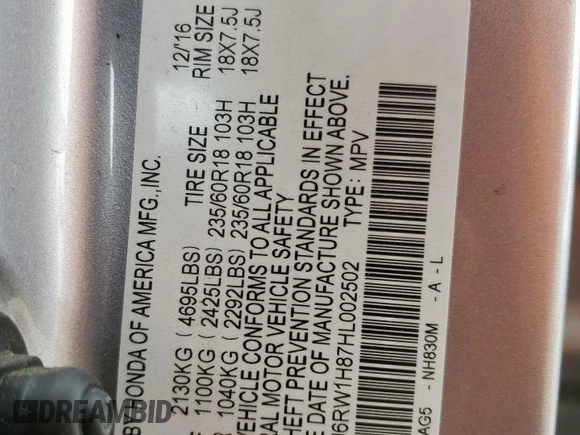 BY HONDA OF AMERICA MFG.,INC. 12/'16
2130KG ( 4695LBS) TIRE SIZE RIM SIZE
1100KG ( 2425LBS) 235/60R18 103H 18X7.5J
1040KG ( 2292LBS) 235/60R18 103H 18X7.5J
VEHICLE CONFORMS TO ALL APPLICABLE
MOTOR VEHICLE SAFETY
THEFT PREVENTION STANDARDS IN EFFECT
DATE OF MANUFACTURE SHOWN ABOVE.
6RW1H87HL002502 TYPE: MPV
AG5 - NH830M - A - L
DREAMBID